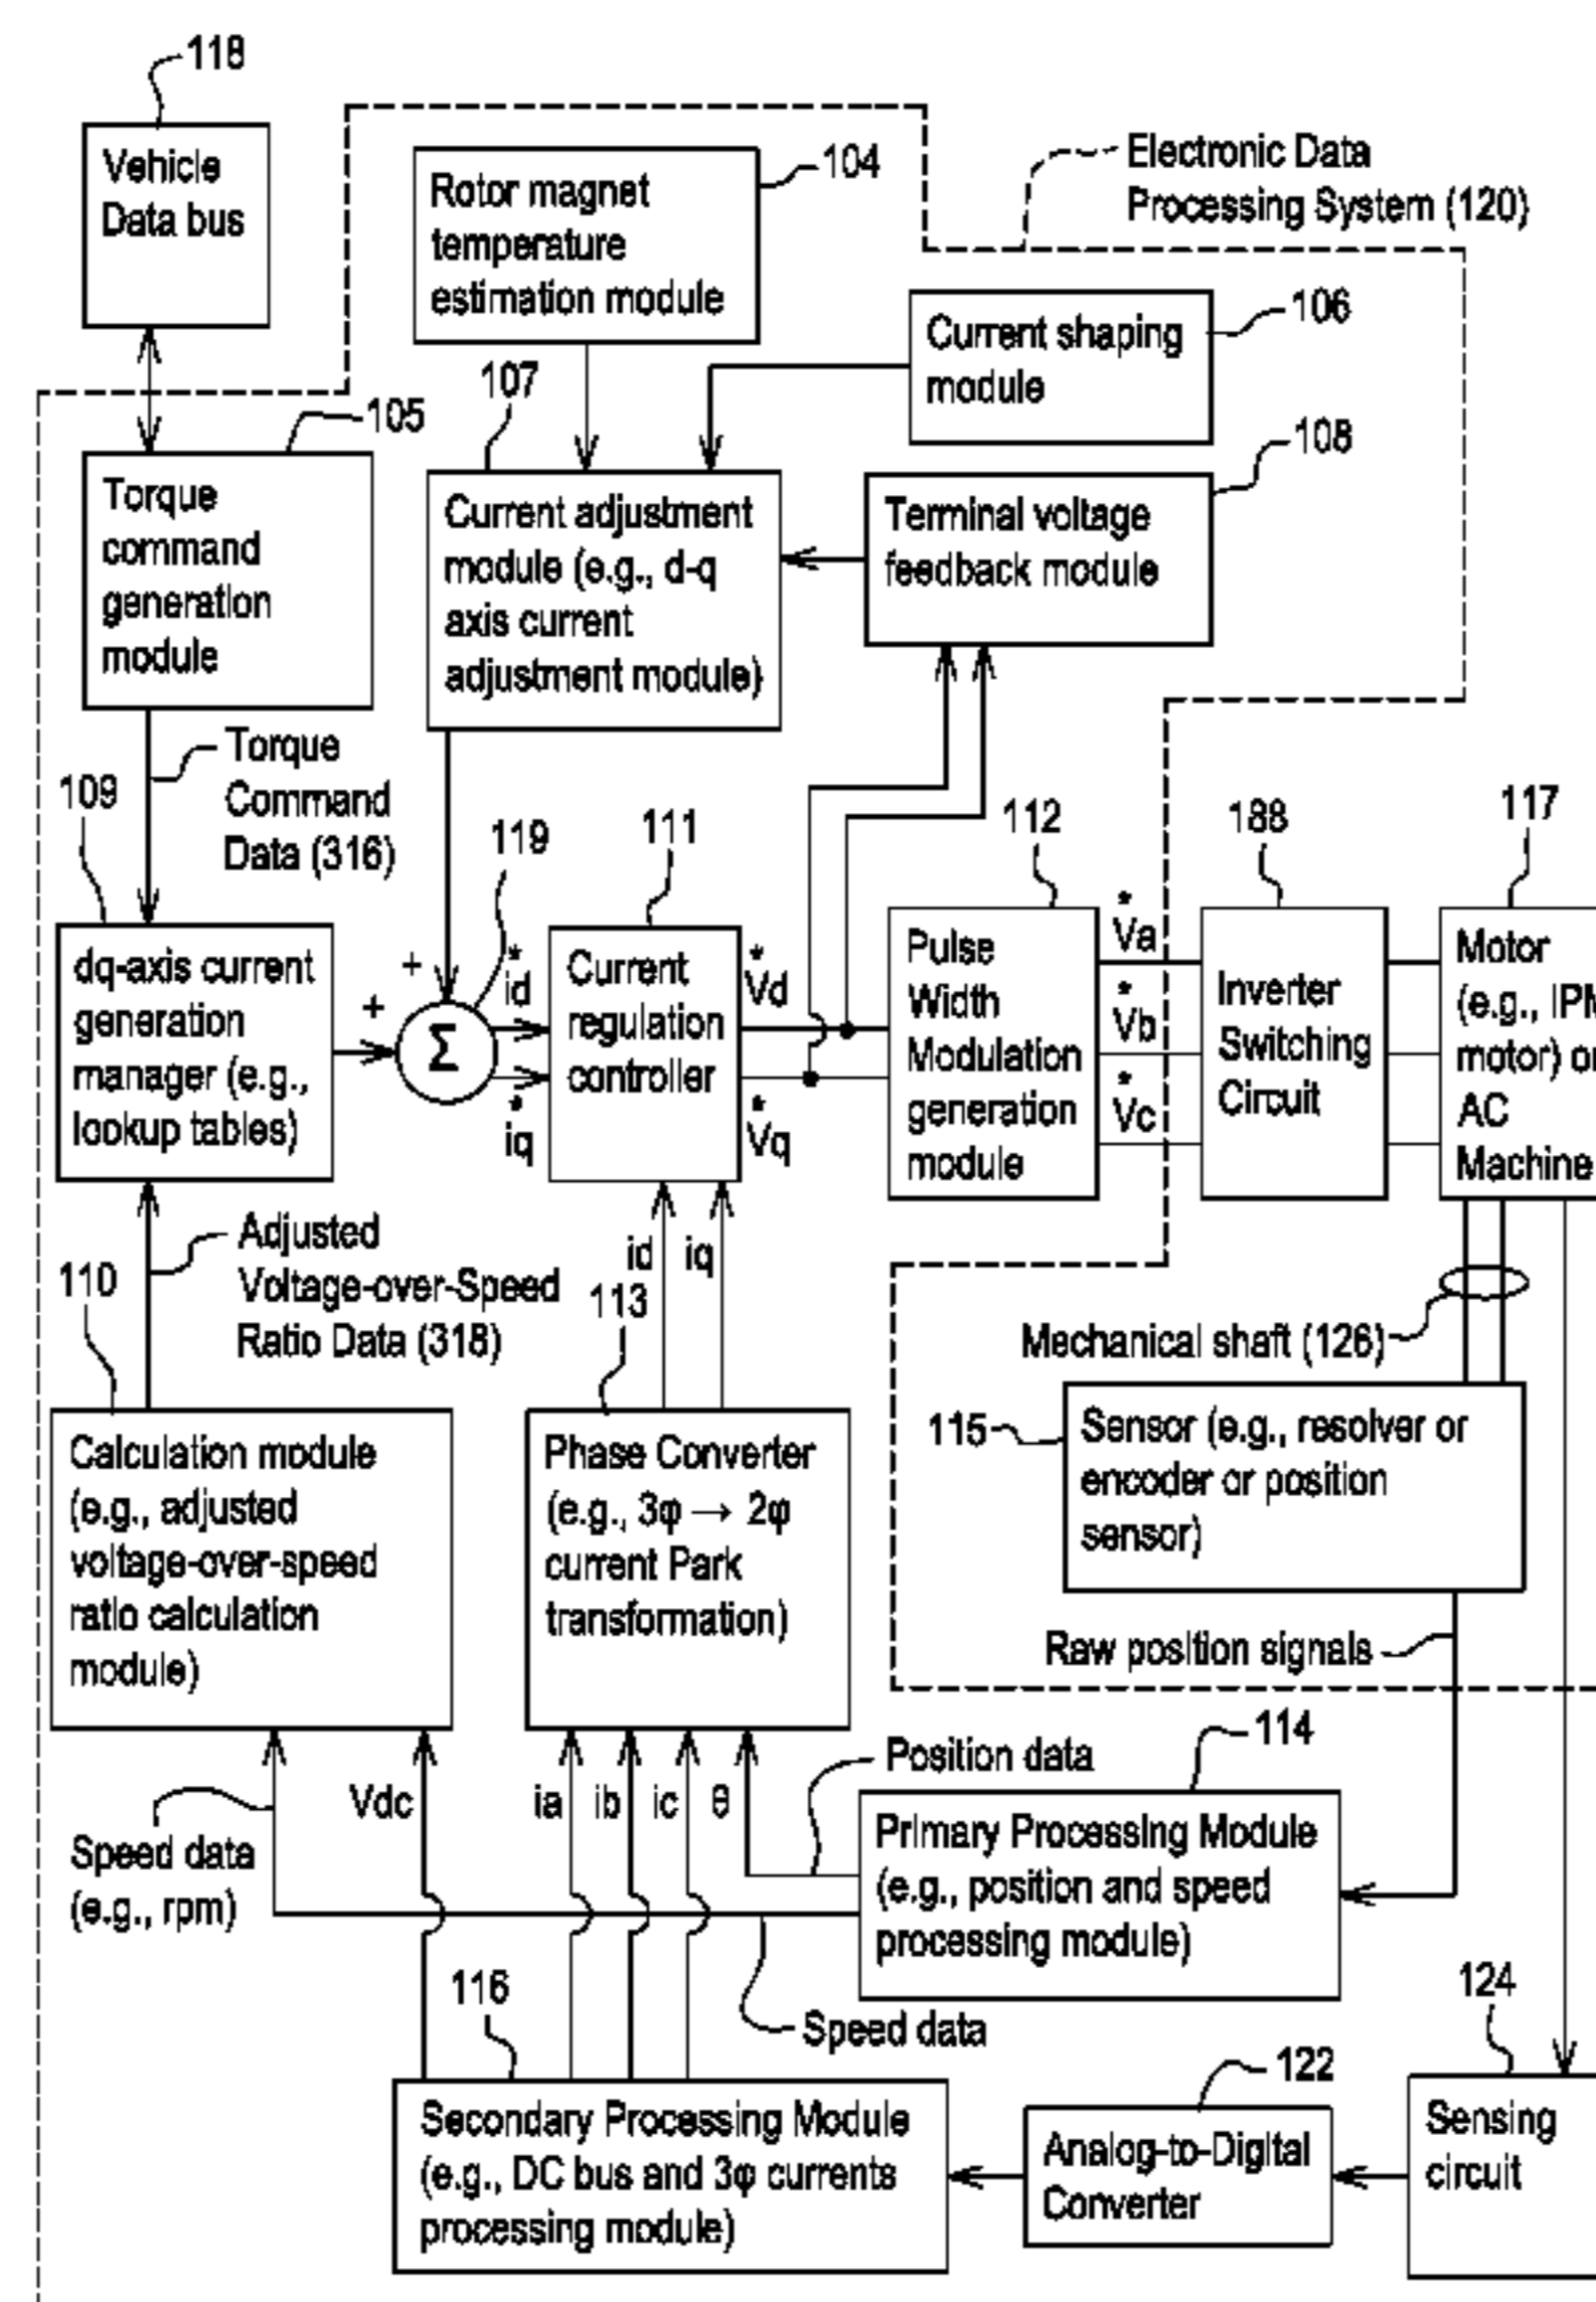 118
Vehicle
Data bus
Rotor magnet
temperature
estimation module
104
Electronic Data
Processing System (120)
Current shaping
module
106
107
105
108
Torque
command
generation
module
Current adjustment
module (e.g., d-q
axis current
adjustment module)
Terminal voltage
feedback module
Torque
Command
Data (316)
109
119
111
112
188
117
dq-axis current
generation
manager (e.g.,
lookup tables)
+
+
Σ
*
id
*
iq
Current
regulation
controller
*
Vd
*
Vq
Pulse
Width
Modulation
generation
module
*
Va
*
Vb
*
Vc
Inverter
Switching
Circuit
Motor
(e.g., IPM
motor) or
AC
Machine
Adjusted
Voltage-over-Speed
Ratio Data (318)
110
id
iq
113
Mechanical shaft (126)
Calculation module
(e.g., adjusted
voltage-over-speed
ratio calculation
module)
Phase Converter
(e.g., 3φ → 2φ
current Park
transformation)
115
Sensor (e.g., resolver or
encoder or position
sensor)
Raw position signals
114
Position data
Vdc
ia
ib
ic
θ
Speed data
(e.g., rpm)
Primary Processing Module
(e.g., position and speed
processing module)
116
Speed data
124
122
Secondary Processing Module
(e.g., DC bus and 3φ currents
processing module)
Analog-to-Digital
Converter
Sensing
circuit